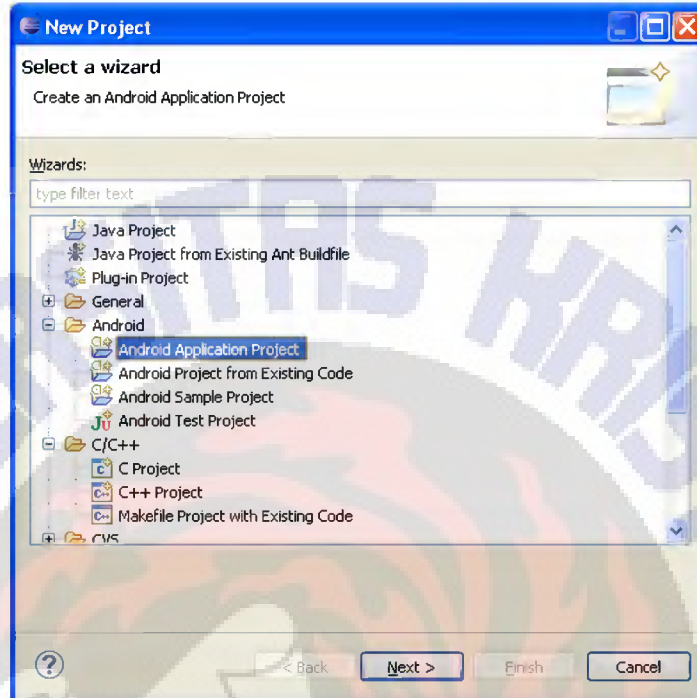 New Project
Select a wizard
Create an Android Application Project
Wizards:
type filter text
Java Project
Java Project from Existing Ant Buildfile
Plug-in Project
General
Android
Android Application Project
Android Project from Existing Code
Android Sample Project
Android Test Project
C/C++
C Project
C++ Project
Makefile Project with Existing Code
CVS
< Back Next > Finish Cancel